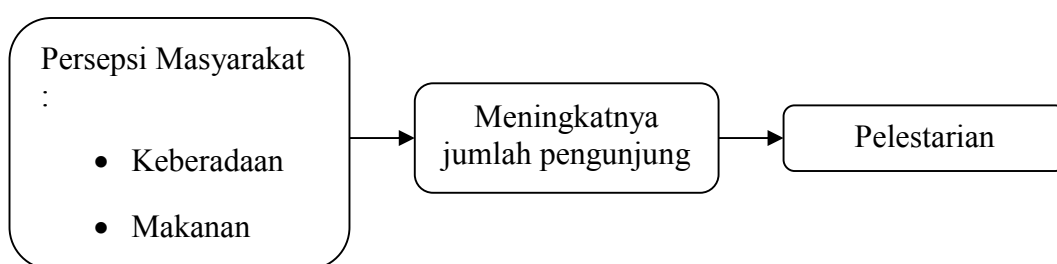 Persepsi Masyarakat
:
• Keberadaan
• Makanan
Meningkatnya
jumlah pengunjung
Pelestarian